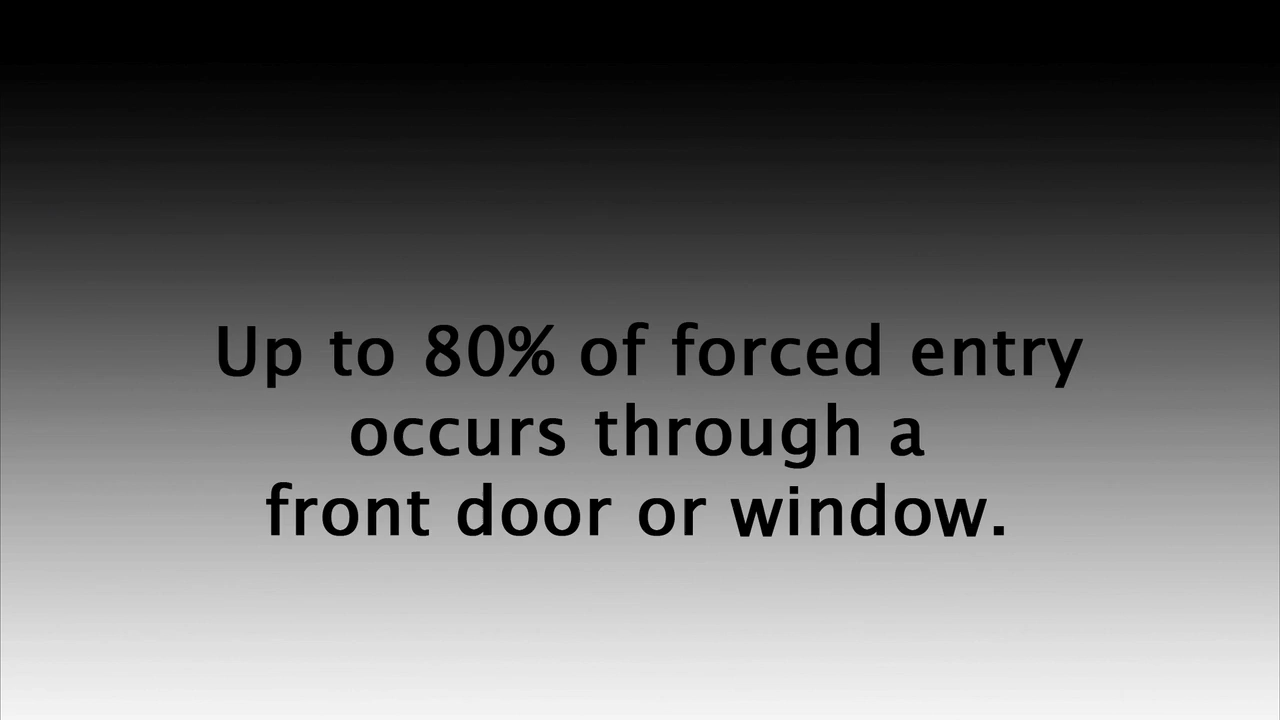 Up to 80% of forced entry
occurs through a
front door or window.